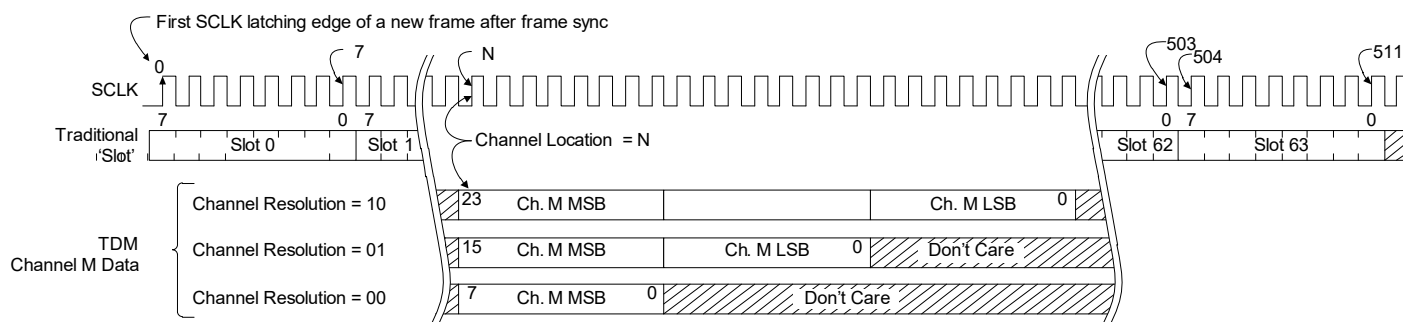 First SCLK latching edge of a new frame after frame sync
0 7 N 503 504 511
SCLK
7 0 7 0 7 0
Traditional
'Slot'
Slot 0 Slot 1 Slot 62 Slot 63
Channel Location = N
Channel Resolution = 10 23 Ch. M MSB Ch. M LSB 0
TDM
Channel M Data
Channel Resolution = 01 15 Ch. M MSB Ch. M LSB 0 Don't Care
Channel Resolution = 00 7 Ch. M MSB 0 Don't Care